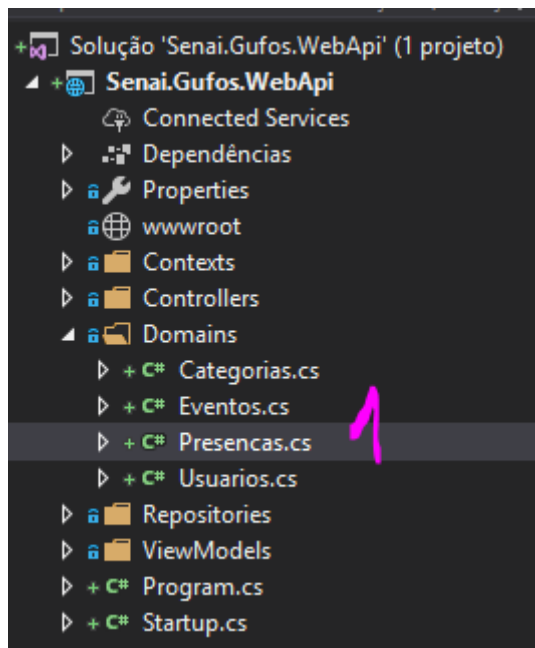 Solução 'Senai.Gufos.WebApi' (1 projeto)
Senai.Gufos.WebApi
Connected Services
Dependências
Properties
wwwroot
Contexts
Controllers
Domains
C# Categorias.cs
C# Eventos.cs
1
C# Presencas.cs
C# Usuarios.cs
Repositories
ViewModels
C# Program.cs
C# Startup.cs